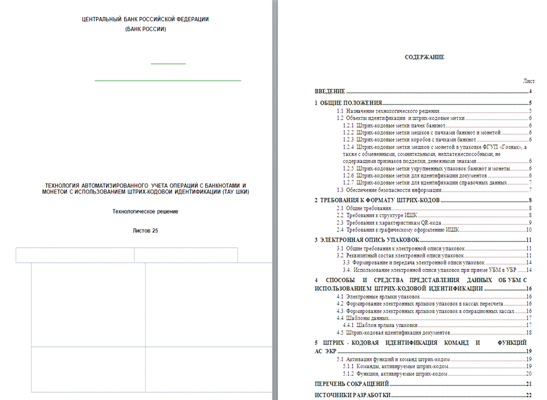 ЦЕНТРАЛЬНЫЙ БАНК РОССИЙСКОЙ ФЕДЕРАЦИИ
(БАНК РОССИИ)
ТЕХНОЛОГИЯ АВТОМАТИЗИРОВАННОГО УЧЕТА ОПЕРАЦИЙ С БАНКНОТАМИ И
МОНЕТОЙ С ИСПОЛЬЗОВАНИЕМ ШТРИХ-КОДОВОЙ ИДЕНТИФИКАЦИИ (ТАУ ШКИ)
Технологическое решение
Листов 25
СОДЕРЖАНИЕ
Лист
ВВЕДЕНИЕ 4
1 ОБЩИЕ ПОЛОЖЕНИЯ 5
1.1 Назначение технологического решения 5
1.2 Объекты идентификации и штрих-кодовые метки 6
1.2.1 Штрих-кодовые метки пачек банкнот 6
1.2.2 Штрих-кодовые метки мешков с пачками банкнот и монетой 6
1.2.3 Штрих-кодовые метки коробов с пачками банкнот 6
1.2.4 Штрих-кодовые метки мешков с монетой в упаковке ФГУП «Гознак», а
также с обмененными, сомнительными, неплатежеспособными, не
содержащими признаков подделки, денежными знаками 6
1.2.5 Штрих-кодовые метки укрупненных упаковок банкнот и монеты 6
1.2.6 Штрих-кодовые метки для идентификации документов 6
1.2.7 Штрих-кодовые метки для идентификации справочных данных 7
1.3 Обеспечение безопасности информации 7
2 ТРЕБОВАНИЯ К ФОРМАТУ ШТРИХ-КОДОВ 8
2.1 Общие требования 8
2.2 Требования к структуре ИШК 8
2.3 Требования к характеристикам QR-кода 9
2.4 Требования к графическому оформлению ИШК 10
3 ЭЛЕКТРОННАЯ ОПИСЬ УПАКОВОК 11
3.1 Общие требования к электронной описи упаковок 11
3.2 Реквизитный состав электронной описи упаковок 11
3.3 Формирование и передача электронной описи упаковок 14
3.4. Использование электронной описи упаковок при приеме УБМ в УБР 14
4 СПОСОБЫ И СРЕДСТВА ПРЕДСТАВЛЕНИЯ ДАННЫХ ОБ УБМ С
ИСПОЛЬЗОВАНИЕМ ШТРИХ-КОДОВОЙ ИДЕНТИФИКАЦИИ 16
4.1 Электронные ярлыки упаковок 16
4.2 Формирование электронных ярлыков упаковок в кассах пересчета 16
4.3 Формирование электронных ярлыков упаковок в операционных кассах 16
4.4 Шаблоны данных 17
4.4.1 Шаблон ярлыка упаковки 17
4.5 Штрих-кодовая идентификация документов 18
5 ШТРИХ - КОДОВАЯ ИДЕНТИФИКАЦИЯ КОМАНД И ФУНКЦИЙ
АС ЭКР 19
5.1 Активация функций и команд штрих-кодом 19
5.1.1 Команды, активируемые штрих-кодом 19
5.1.2 Функции, активируемые штрих-кодом 20
ПЕРЕЧЕНЬ СОКРАЩЕНИЙ 21
ИСТОЧНИКИ РАЗРАБОТКИ 22